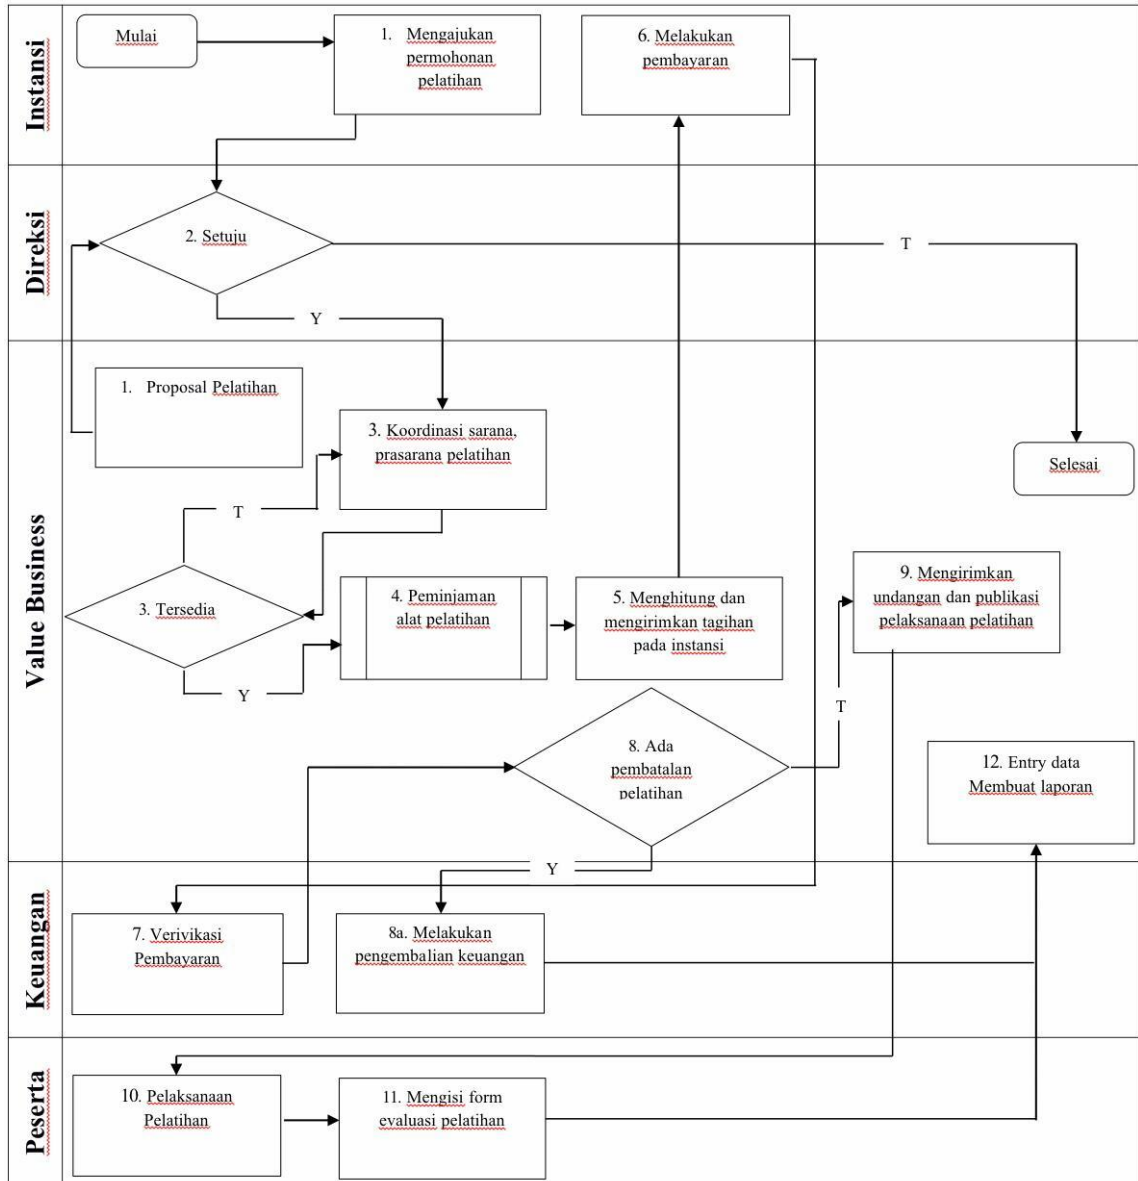 Instansi
Mulai
1. Mengajukan
permohonan
pelatihan
6. Melakukan
pembayaran
Direksi
2. Setuju
T
Y
Value Business
1. Proposal Pelatihan
3. Koordinasi sarana,
prasarana pelatihan
Selesai
T
3. Tersedia
Y
4. Peminjaman
alat pelatihan
5. Menghitung dan
mengirimkan tagihan
pada instansi
9. Mengirimkan
undangan dan publikasi
pelaksanaan pelatihan
T
8. Ada
pembatalan
pelatihan
12. Entry data
Membuat laporan
Y
Keuangan
7. Verivikasi
Pembayaran
8a. Melakukan
pengembalian keuangan
Peserta
10. Pelaksanaan
Pelatihan
11. Mengisi form
evaluasi pelatihan